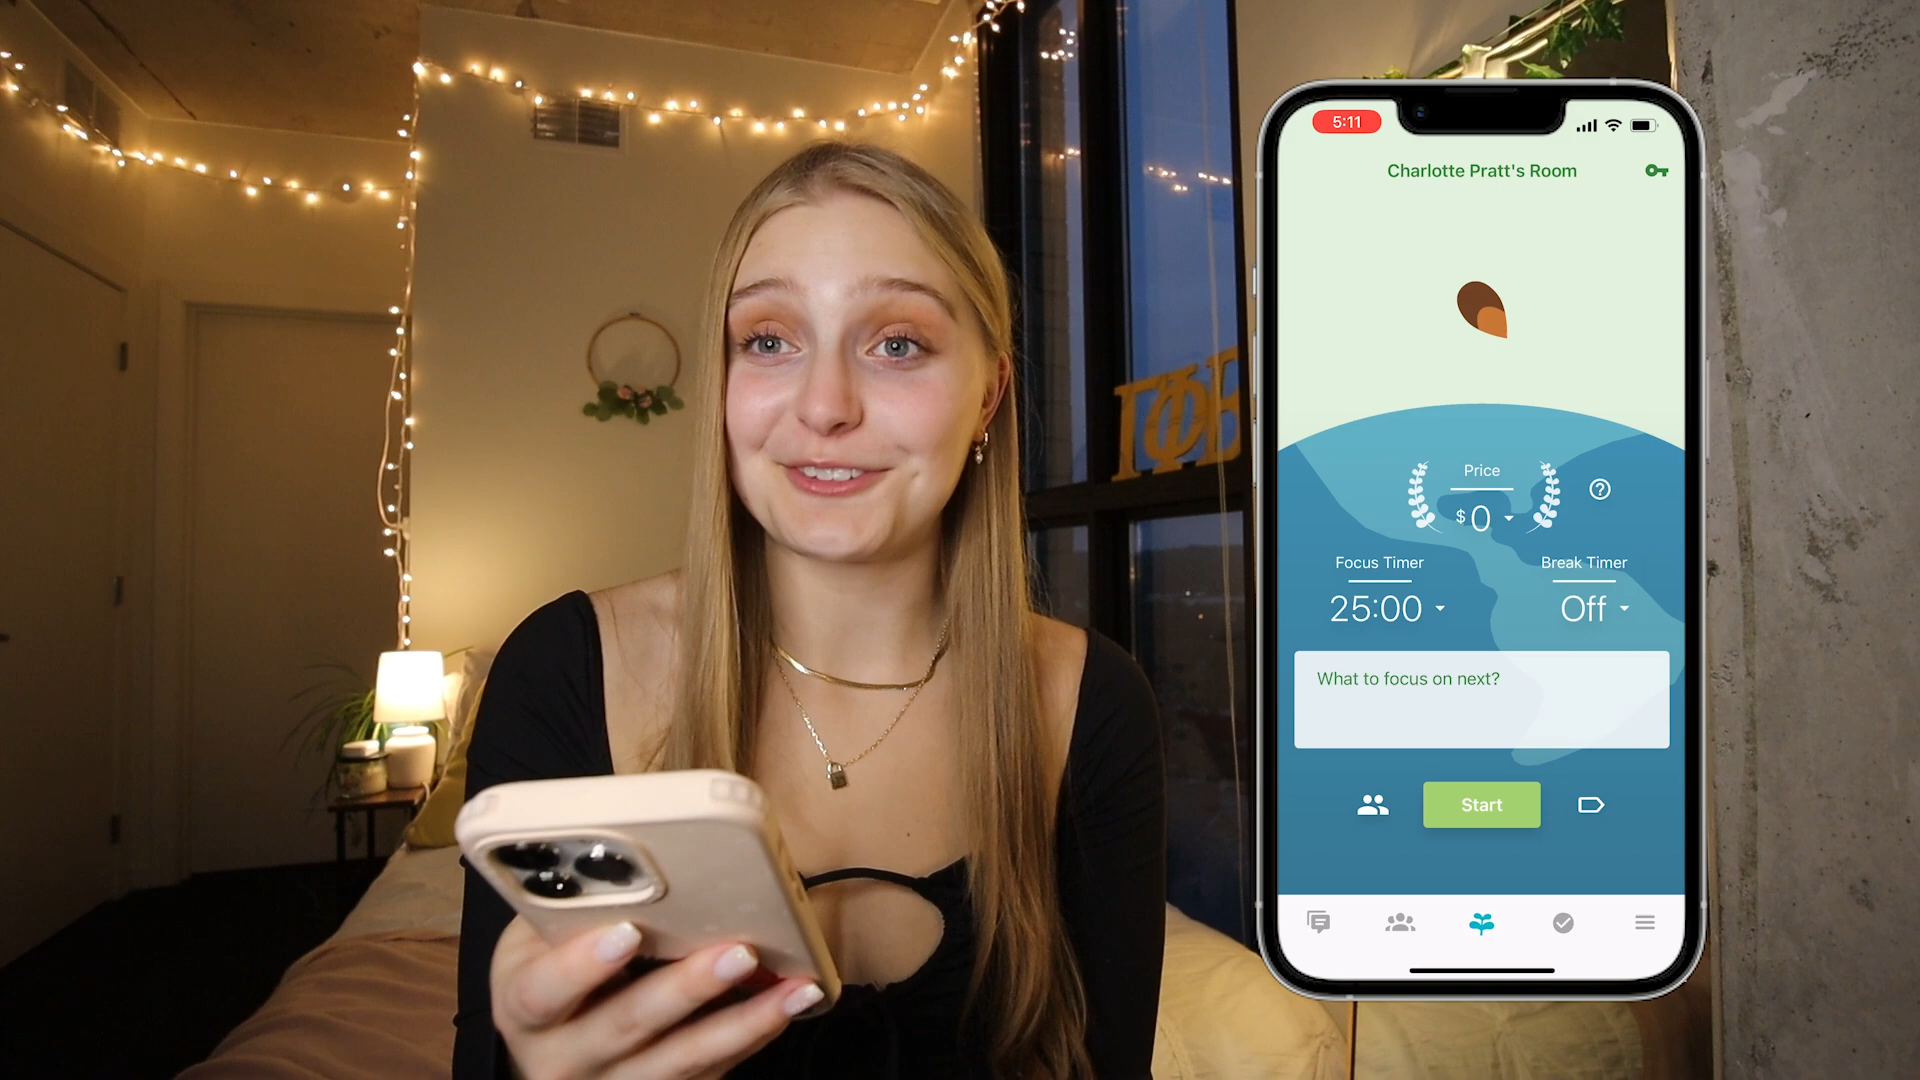 ΓΦΒ
5:11
Charlotte Pratt's Room
Price
$0
Focus Timer
Break Timer
25:00
Off
What to focus on next?
Start